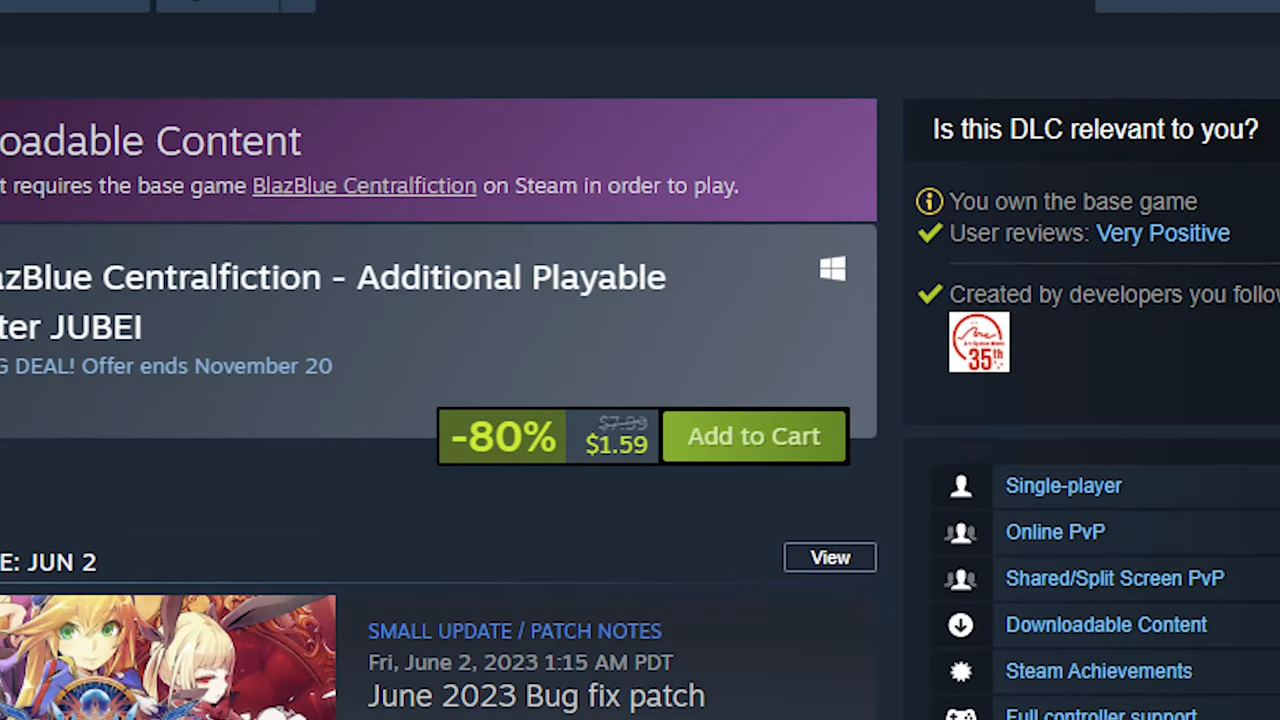 oadable Content
t requires the base game BlazBlue Centralfiction on Steam in order to play.
azBlue Centralfiction - Additional Playable
ter JUBEI
G DEAL! Offer ends November 20
-80%
$7.99
$1.59
Add to Cart
E: JUN 2
View
SMALL UPDATE / PATCH NOTES
Fri, June 2, 2023 1:15 AM PDT
June 2023 Bug fix patch
Is this DLC relevant to you?
You own the base game
User reviews: Very Positive
Created by developers you follow
35th
Single-player
Online PvP
Shared/Split Screen PvP
Downloadable Content
Steam Achievements
Full controller support